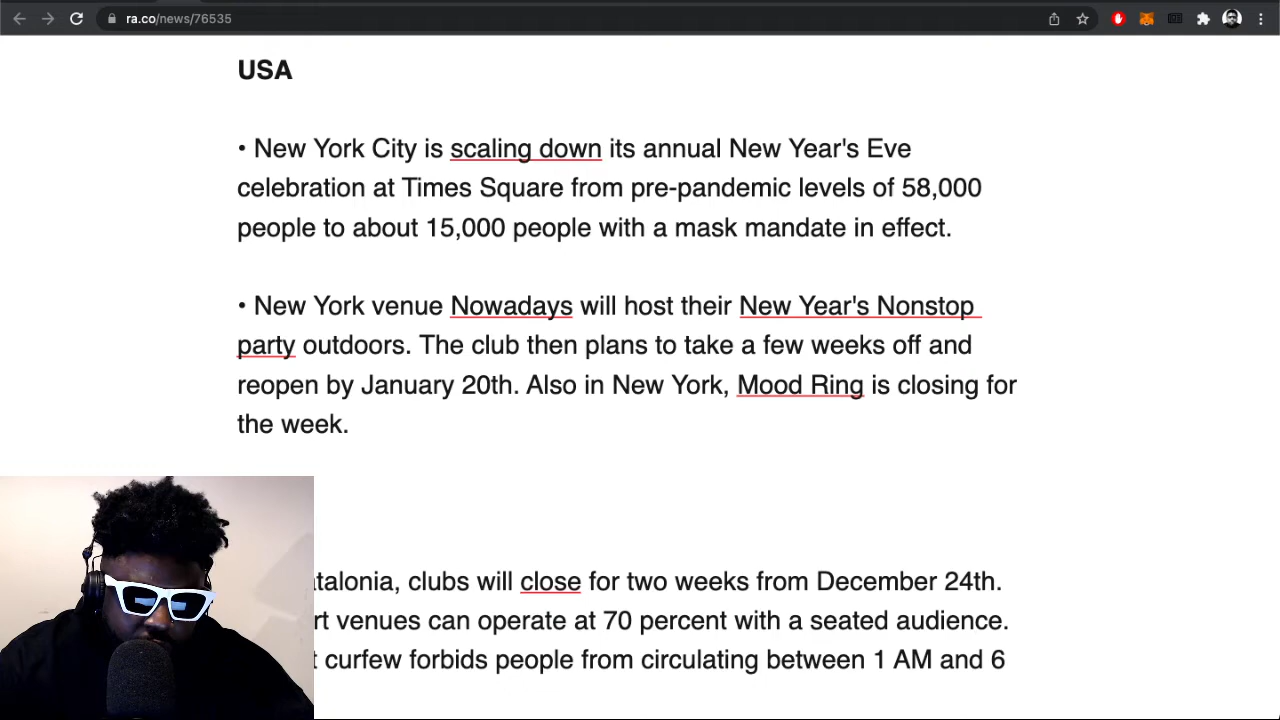 ra.co/news/76535
USA
• New York City is scaling down its annual New Year's Eve
celebration at Times Square from pre-pandemic levels of 58,000
people to about 15,000 people with a mask mandate in effect.
• New York venue Nowadays will host their New Year's Nonstop
party outdoors. The club then plans to take a few weeks off and
reopen by January 20th. Also in New York, Mood Ring is closing for
the week.
talonia, clubs will close for two weeks from December 24th.
rt venues can operate at 70 percent with a seated audience.
t curfew forbids people from circulating between 1 AM and 6